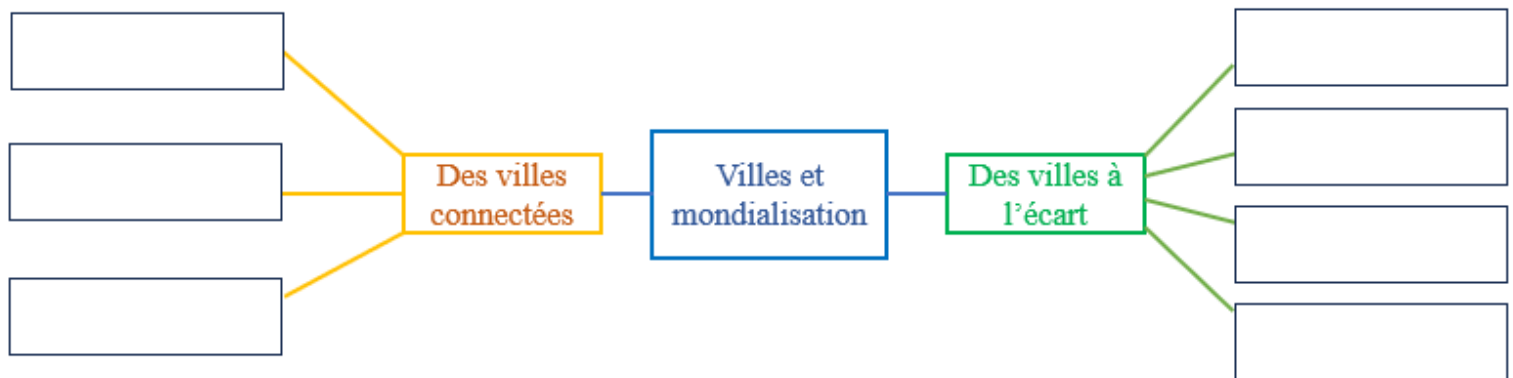 Des villes
connectées
Villes et
mondialisation
Des villes à
l'écart